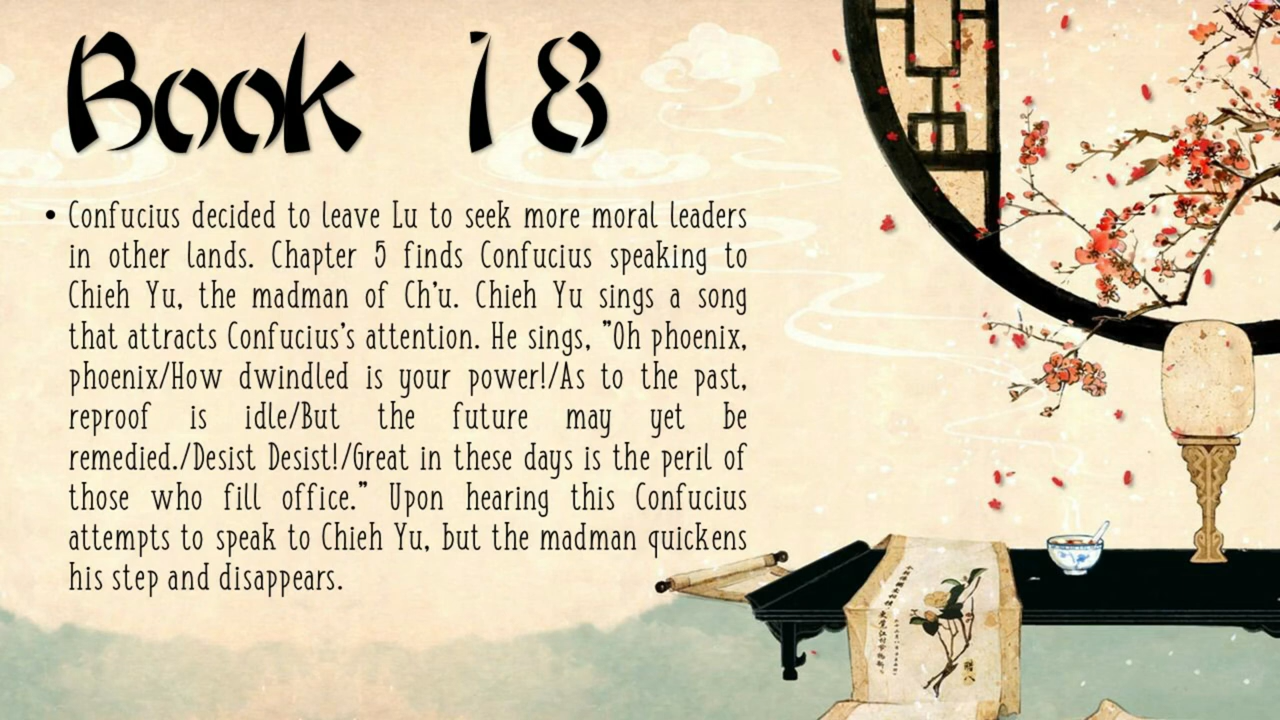 Book 18
• Confucius decided to leave Lu to seek more moral leaders
in other lands. Chapter 5 finds Confucius speaking to
Chieh Yu, the madman of Ch'u. Chieh Yu sings a song
that attracts Confucius's attention. He sings, "Oh phoenix,
phoenix/How dwindled is your power!/As to the past,
reproof is idle/But the future may yet be
remedied./Desist Desist!/Great in these days is the peril of
those who fill office." Upon hearing this Confucius
attempts to speak to Chieh Yu, but the madman quickens
his step and disappears.